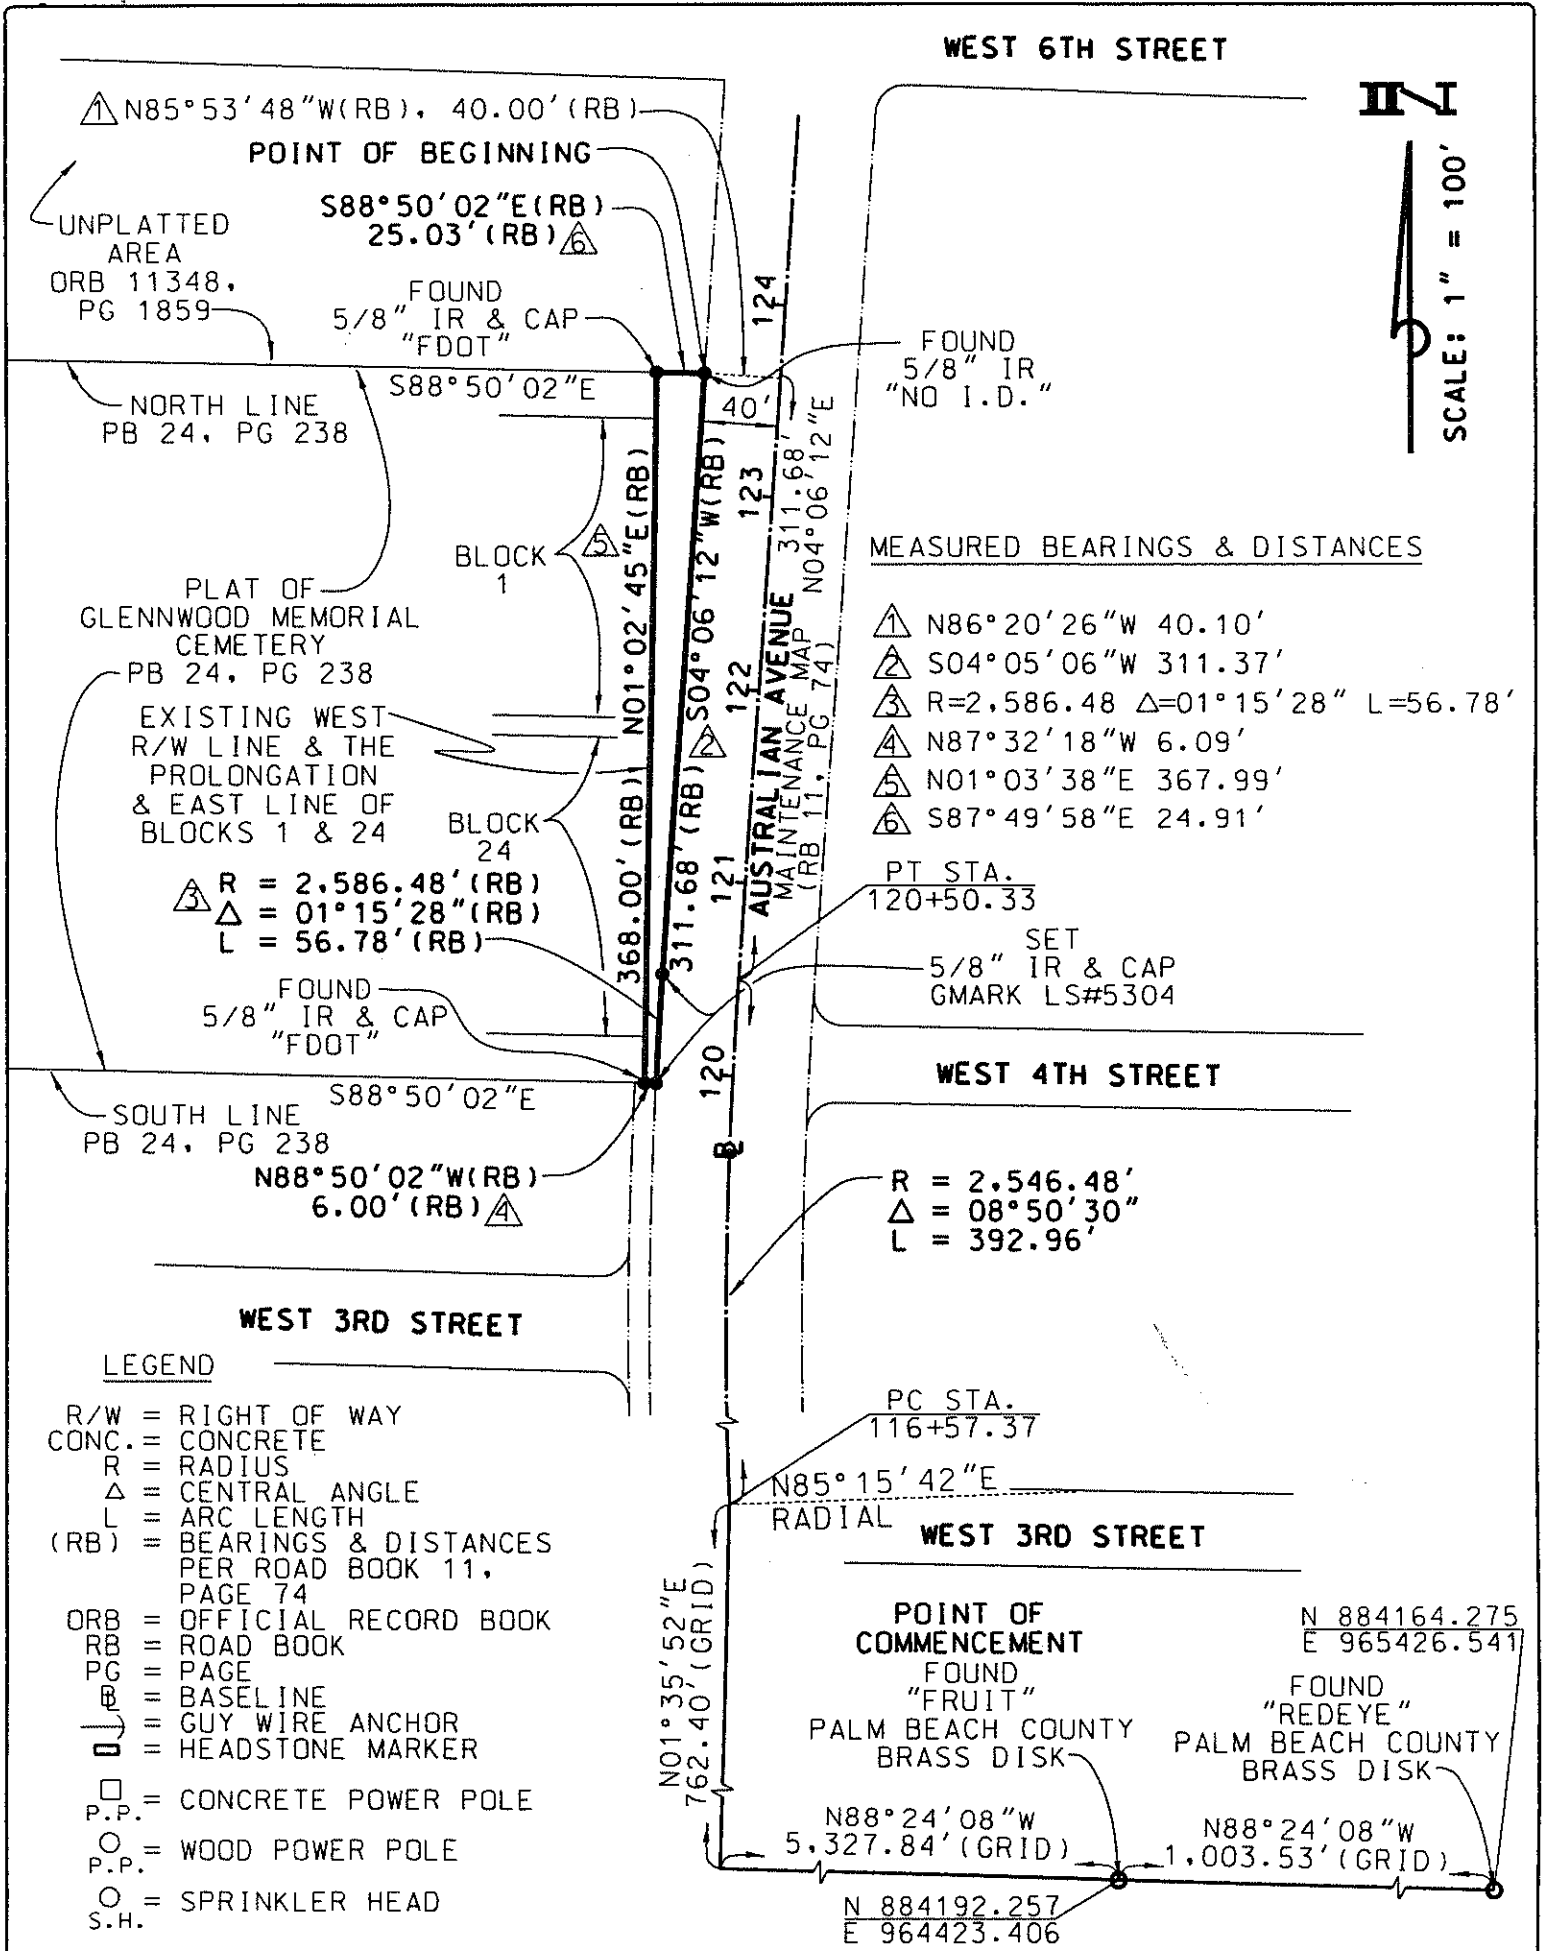 WEST 6TH STREET
1 N85°53'48"W(RB), 40.00'(RB)
POINT OF BEGINNING
S88°50'02"E(RB)
25.03'(RB) 6
UNPLATTED
AREA
ORB 11348,
PG 1859
FOUND
5/8" IR & CAP
"FDOT"
S88°50'02"E
NORTH LINE
PB 24, PG 238
N
SCALE: 1" = 100'
FOUND
5/8" IR
"NO I.D."
40'
124
123
122
121
120
BLOCK
1
5
N01°02'45"E(RB)
368.00'(RB)
S04°06'12"W(RB)
311.68'(RB)
2
311.68'
N04°06'12"E
AUSTRALIAN AVENUE
MAINTENANCE MAP
(RB 11, PG 74)
PLAT OF
GLENNWOOD MEMORIAL
CEMETERY
PB 24, PG 238
EXISTING WEST
R/W LINE & THE
PROLONGATION
& EAST LINE OF
BLOCKS 1 & 24
BLOCK
24
MEASURED BEARINGS & DISTANCES
1 N86°20'26"W 40.10'
2 S04°05'06"W 311.37'
3 R=2,586.48 Δ=01°15'28" L=56.78'
4 N87°32'18"W 6.09'
5 N01°03'38"E 367.99'
6 S87°49'58"E 24.91'
3 R = 2,586.48'(RB)
Δ = 01°15'28"(RB)
L = 56.78'(RB)
PT STA.
120+50.33
SET
5/8" IR & CAP
GMARK LS#5304
FOUND
5/8" IR & CAP
"FDOT"
S88°50'02"E
SOUTH LINE
PB 24, PG 238
N88°50'02"W(RB)
6.00'(RB) 4
WEST 4TH STREET
R = 2,546.48'
Δ = 08°50'30"
L = 392.96'
WEST 3RD STREET
LEGEND
R/W = RIGHT OF WAY
CONC. = CONCRETE
R = RADIUS
Δ = CENTRAL ANGLE
L = ARC LENGTH
(RB) = BEARINGS & DISTANCES
PER ROAD BOOK 11,
PAGE 74
ORB = OFFICIAL RECORD BOOK
RB = ROAD BOOK
PG = PAGE
= BASELINE
= GUY WIRE ANCHOR
= HEADSTONE MARKER
P.P. = CONCRETE POWER POLE
P.P. = WOOD POWER POLE
S.H. = SPRINKLER HEAD
PC STA.
116+57.37
N85°15'42"E
RADIAL
WEST 3RD STREET
N01°35'52"E
762.40'(GRID)
POINT OF
COMMENCEMENT
FOUND
"FRUIT"
PALM BEACH COUNTY
BRASS DISK
N 884164.275
E 965426.541
FOUND
"REDEYE"
PALM BEACH COUNTY
BRASS DISK
N88°24'08"W
5,327.84'(GRID)
N88°24'08"W
1,003.53'(GRID)
N 884192.257
E 964423.406